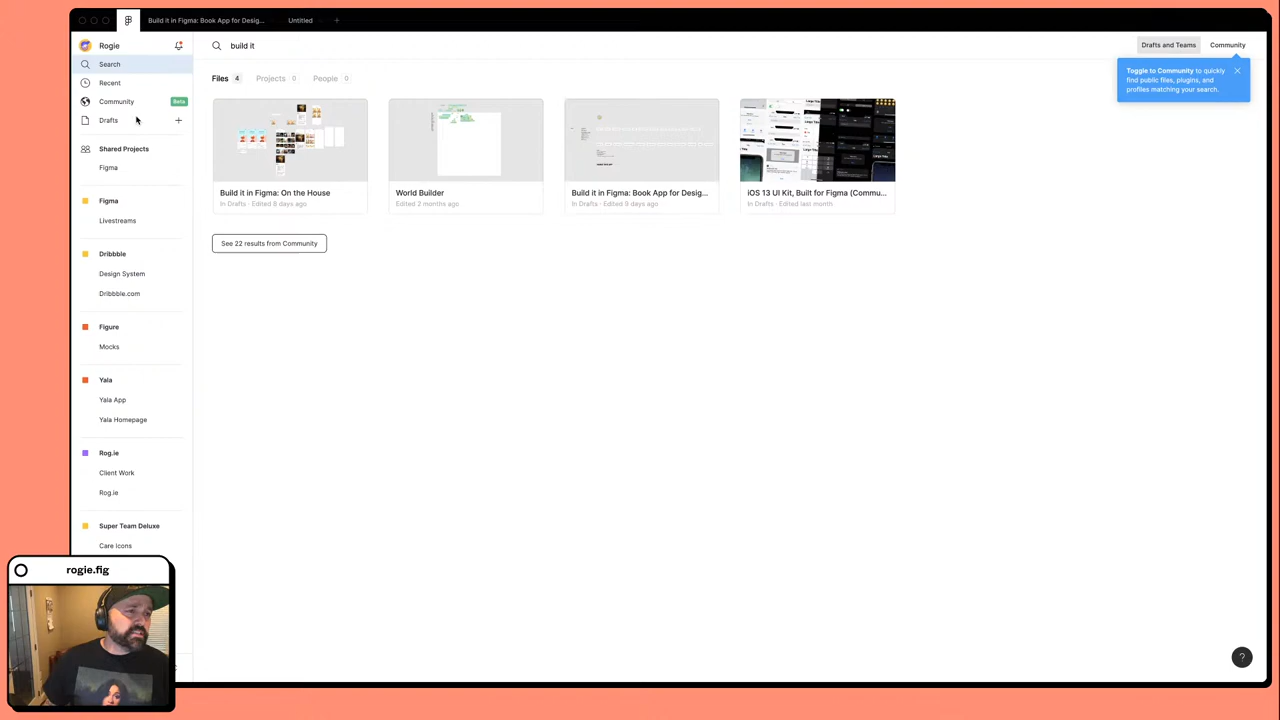 Build it in Figma: Book App for Desig...
Untitled
Rogie
build it
Drafts and Teams
Community
Search
Recent
Community
Beta
Drafts
Shared Projects
Figma
Figma
Livestreams
Dribbble
Design System
Dribbble.com
Figure
Mocks
Yala
Yala App
Yala Homepage
Rog.ie
Client Work
Rog.ie
Super Team Deluxe
Care Icons
Files 4
Projects 0
People 0
Toggle to Community to quickly
find public files, plugins, and
profiles matching your search.
Build it in Figma: On the House
In Drafts · Edited 8 days ago
World Builder
Edited 2 months ago
Build it in Figma: Book App for Desig...
In Drafts · Edited 9 days ago
iOS 13 UI Kit, Built for Figma (Commu...
In Drafts · Edited last month
See 22 results from Community
rogie.fig
?